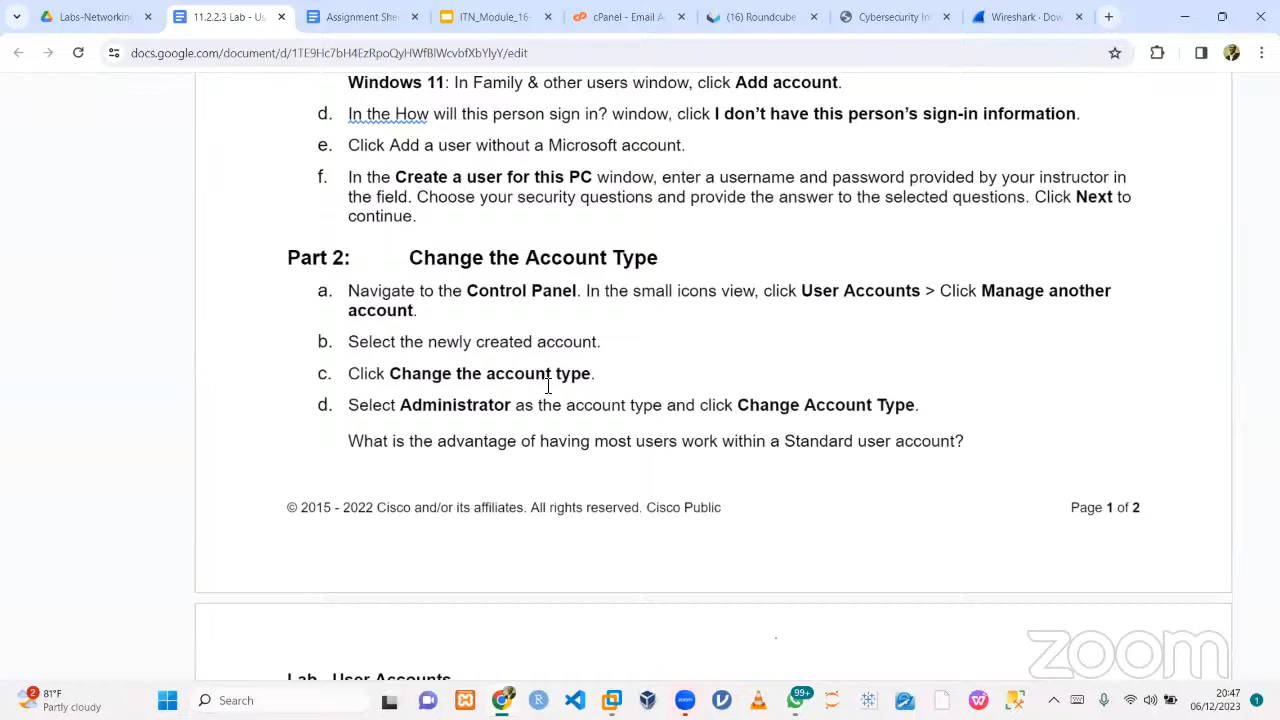 Labs-Networking
11.2.2.3 Lab - Us
Assignment She
ITN_Module_16-
cPanel - Email A
(16) Roundcube
Cybersecurity In
Wireshark · Dow
docs.google.com/document/d/1TE9Hc7bH4EzRpoQyHWfBlWcvbfXbYlyY/edit
Windows 11: In Family & other users window, click Add account.
d. In the How will this person sign in? window, click I don't have this person's sign-in information.
e. Click Add a user without a Microsoft account.
f. In the Create a user for this PC window, enter a username and password provided by your instructor in
the field. Choose your security questions and provide the answer to the selected questions. Click Next to
continue.
Part 2: Change the Account Type
a. Navigate to the Control Panel. In the small icons view, click User Accounts > Click Manage another
account.
b. Select the newly created account.
c. Click Change the account type.
d. Select Administrator as the account type and click Change Account Type.
What is the advantage of having most users work within a Standard user account?
© 2015 - 2022 Cisco and/or its affiliates. All rights reserved. Cisco Public
Page 1 of 2
Lab - User Accounts
zoom
2
81°F
Partly cloudy
Search
99+
20:47
06/12/2023
1